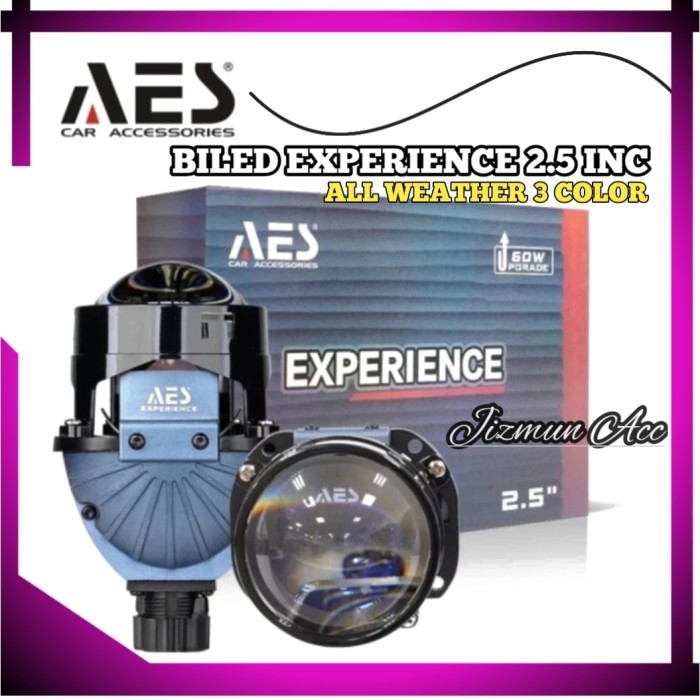 AES®
CAR ACCESSORIES
BILED EXPERIENCE 2.5 INC
ALL WEATHER 3 COLOR
AES®
CAR ACCESSORIES
60W
UPGRADE
EXPERIENCE
AES
EXPERIENCE
Jizmun Acc
AES
2.5"